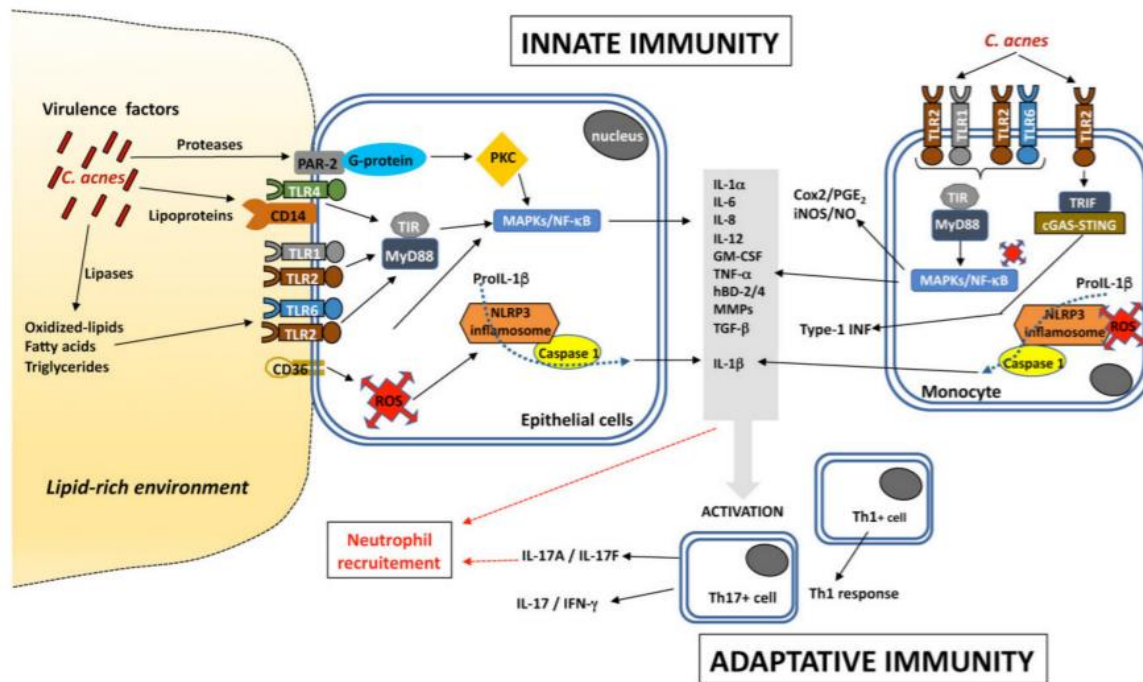 INNATE IMMUNITY
Virulence factors
C. acnes
Proteases
Lipoproteins
Lipases
Oxidized-lipids
Fatty acids
Triglycerides
Lipid-rich environment
PAR-2
G-protein
PKC
nucleus
TLR4
CD14
TIR
MyD88
MAPKs/NF-κB
TLR1
TLR2
TLR6
TLR2
CD36
ROS
ProIL-1β
NLRP3
inflamosome
Caspase 1
Epithelial cells
IL-1α
IL-6
IL-8
IL-12
GM-CSF
TNF-α
hBD-2/4
MMPs
TGF-β
IL-1β
C. acnes
TLR2
TLR1
TLR2
TLR6
TLR2
Cox2/PGE₂
iNOS/NO
TIR
MyD88
MAPKs/NF-κB
TRIF
cGAS-STING
Type-1 INF
ProIL-1β
NLRP3
inflamosome
ROS
Caspase 1
Monocyte
ACTIVATION
Neutrophil
recruitement
IL-17A / IL-17F
IL-17 / IFN-γ
Th17+ cell
Th1+ cell
Th1 response
ADAPTATIVE IMMUNITY